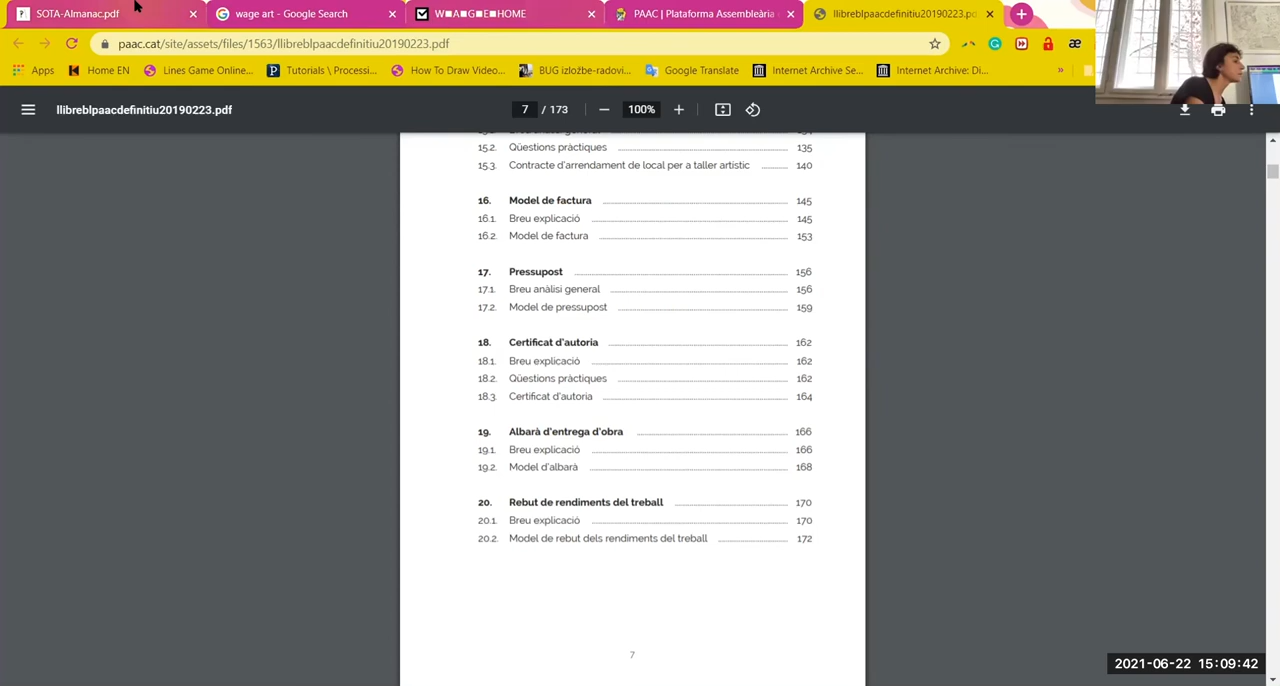 SOTA-Almanac.pdf
wage art - Google Search
W■A■G■E■HOME
PAAC | Plataforma Assembleària
llibreblpaacdefinitiu20190223.pd
paac.cat/site/assets/files/1563/llibreblpaacdefinitiu20190223.pdf
Apps Home EN Lines Game Online... Tutorials \ Processi... How To Draw Video... BUG izložbe-radovi... Google Translate Internet Archive Se... Internet Archive: Di... »
llibreblpaacdefinitiu20190223.pdf 7 / 173 100%
15.2. Qüestions pràctiques 135
15.3. Contracte d'arrendament de local per a taller artístic 140
16. Model de factura 145
16.1. Breu explicació 145
16.2. Model de factura 153
17. Pressupost 156
17.1. Breu anàlisi general 156
17.2. Model de pressupost 159
18. Certificat d'autoria 162
18.1. Breu explicació 162
18.2. Qüestions pràctiques 162
18.3. Certificat d'autoria 164
19. Albarà d'entrega d'obra 166
19.1. Breu explicació 166
19.2. Model d'albarà 168
20. Rebut de rendiments del treball 170
20.1. Breu explicació 170
20.2. Model de rebut dels rendiments del treball 172
7
2021-06-22 15:09:42